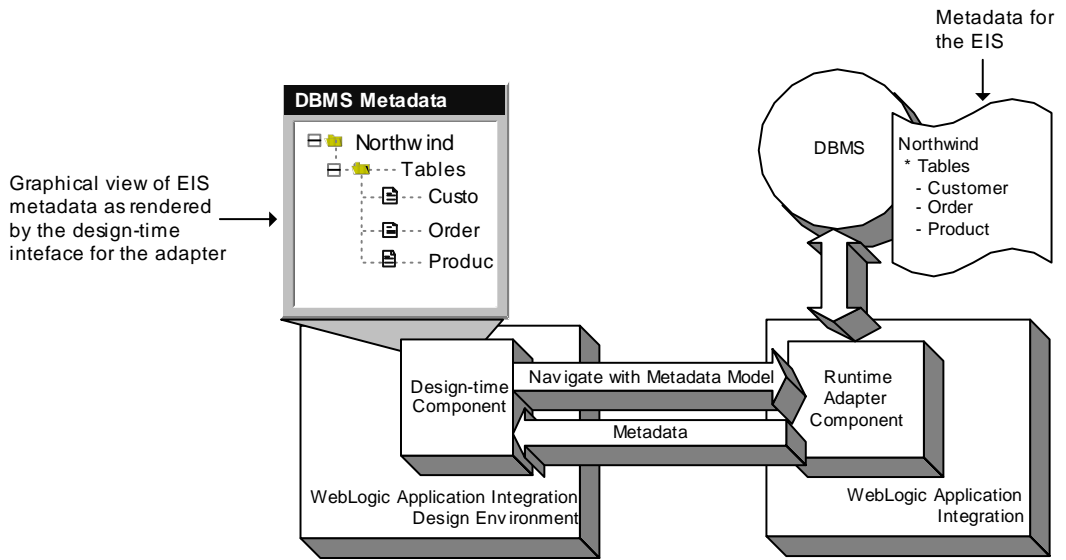 Metadata for
the EIS
DBMS Metadata
Northwind
Tables
Custo
Order
Produc
Graphical view of EIS
metadata as rendered
by the design-time
inteface for the adapter
DBMS
Northwind
* Tables
- Customer
- Order
- Product
Design-time
Component
Navigate with Metadata Model
Metadata
Runtime
Adapter
Component
WebLogic Application Integration
Design Environment
WebLogic Application
Integration